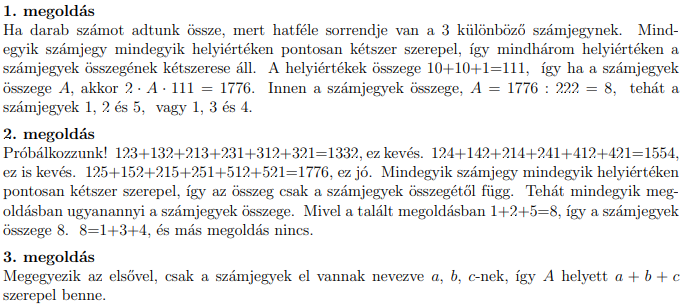 1. megoldás
Ha darab számot adtunk össze, mert hatféle sorrendje van a 3 különböző számjegynek. Mind-
egyik számjegy mindegyik helyiértéken pontosan kétszer szerepel, így mindhárom helyiértéken a
számjegyek összegének kétszerese áll. A helyiértékek összege 10+10+1=111, így ha a számjegyek
összege A, akkor 2 · A · 111 = 1776. Innen a számjegyek összege, A = 1776 : 222 = 8, tehát a
számjegyek 1, 2 és 5, vagy 1, 3 és 4.
2. megoldás
Próbálkozzunk! 123+132+213+231+312+321=1332, ez kevés. 124+142+214+241+412+421=1554,
ez is kevés. 125+152+215+251+512+521=1776, ez jó. Mindegyik számjegy mindegyik helyiértéken
pontosan kétszer szerepel, így az összeg csak a számjegyek összegétől függ. Tehát mindegyik meg-
oldásban ugyanannyi a számjegyek összege. Mivel a talált megoldásban 1+2+5=8, így a számjegyek
összege 8. 8=1+3+4, és más megoldás nincs.
3. megoldás
Megegyezik az elsővel, csak a számjegyek el vannak nevezve a, b, c-nek, így A helyett a + b + c
szerepel benne.